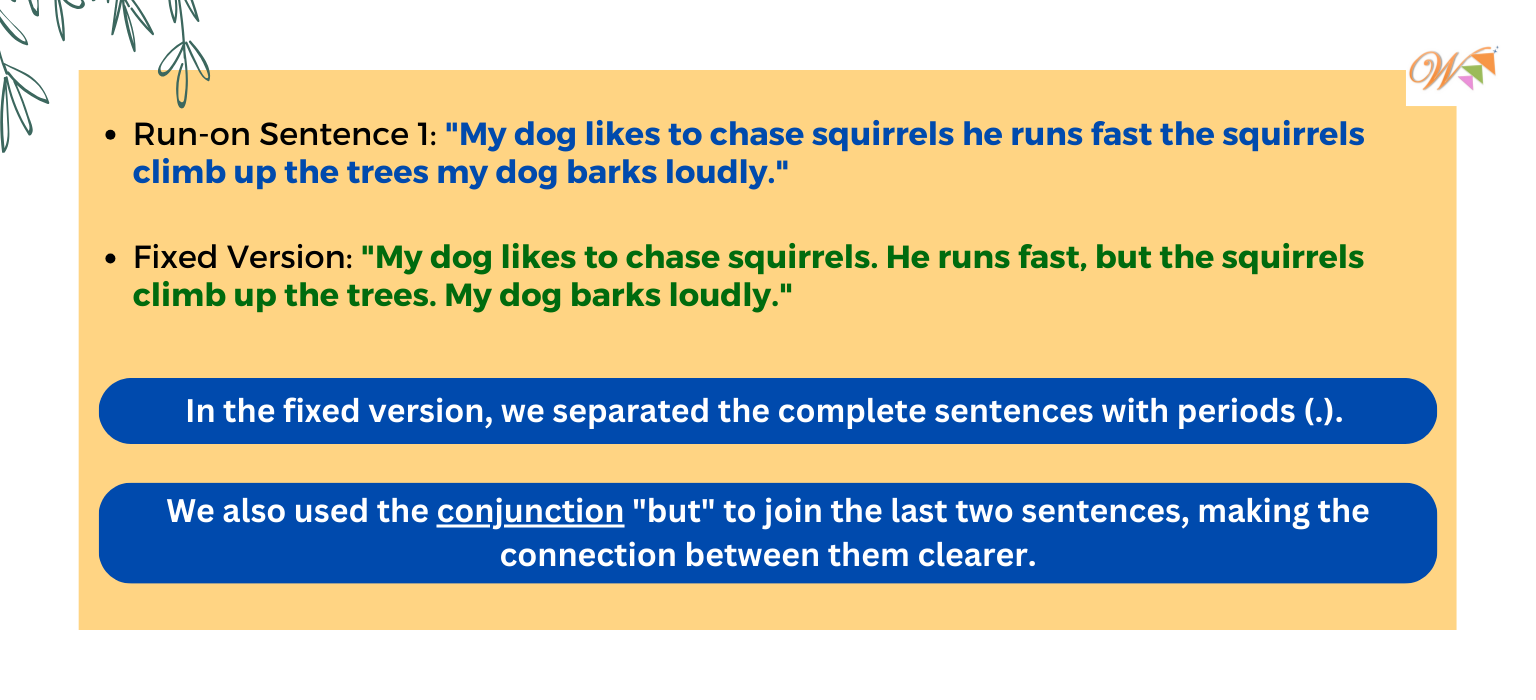 • Run-on Sentence 1: "My dog likes to chase squirrels he runs fast the squirrels
climb up the trees my dog barks loudly."
• Fixed Version: "My dog likes to chase squirrels. He runs fast, but the squirrels
climb up the trees. My dog barks loudly."
In the fixed version, we separated the complete sentences with periods (.).
We also used the conjunction "but" to join the last two sentences, making the
connection between them clearer.
W